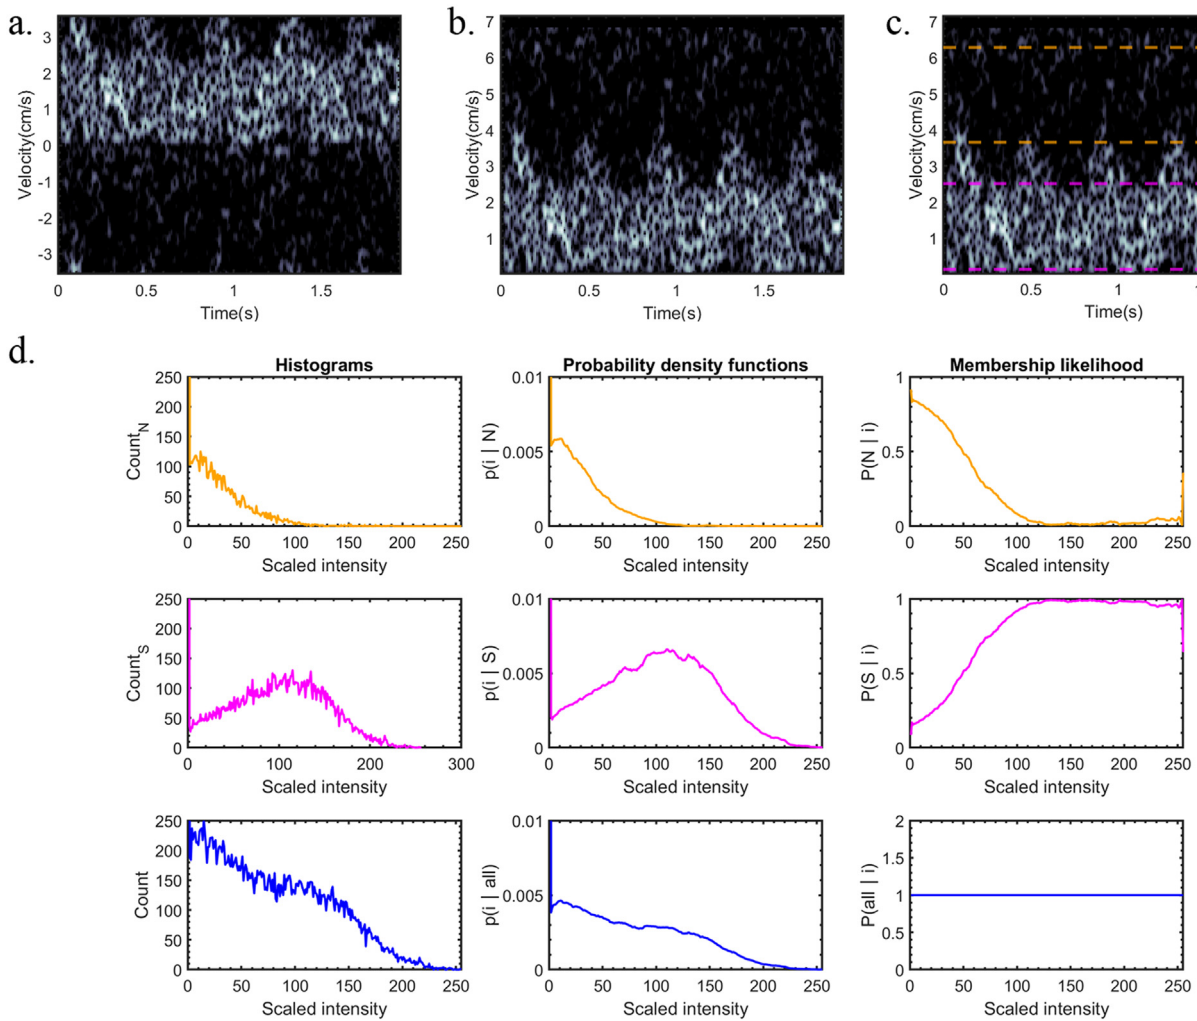 a.
Velocity(cm/s)
3
2
1
0
-1
-2
-3
0 0.5 1 1.5
Time(s)
b.
Velocity(cm/s)
7
6
5
4
3
2
1
0 0.5 1 1.5
Time(s)
c.
Velocity(cm/s)
7
6
5
4
3
2
1
0 1 1
Time(s)
d.
Histograms
Count_N
250
200
150
100
50
0
0 50 100 150 200 250
Scaled intensity
Probability density functions
p(i | N)
0.01
0.005
0
0 50 100 150 200 250
Scaled intensity
Membership likelihood
P(N | i)
1
0.5
0
0 50 100 150 200 250
Scaled intensity
Count_S
250
200
150
100
50
0
0 50 100 150 200 250 300
Scaled intensity
p(i | S)
0.01
0.005
0
0 50 100 150 200 250
Scaled intensity
P(S | i)
1
0.5
0
0 50 100 150 200 250
Scaled intensity
Count
250
200
150
100
50
0
0 50 100 150 200 250
Scaled intensity
p(i | all)
0.01
0.005
0
0 50 100 150 200 250
Scaled intensity
P(all | i)
2
1.5
1
0.5
0
0 50 100 150 200 250
Scaled intensity